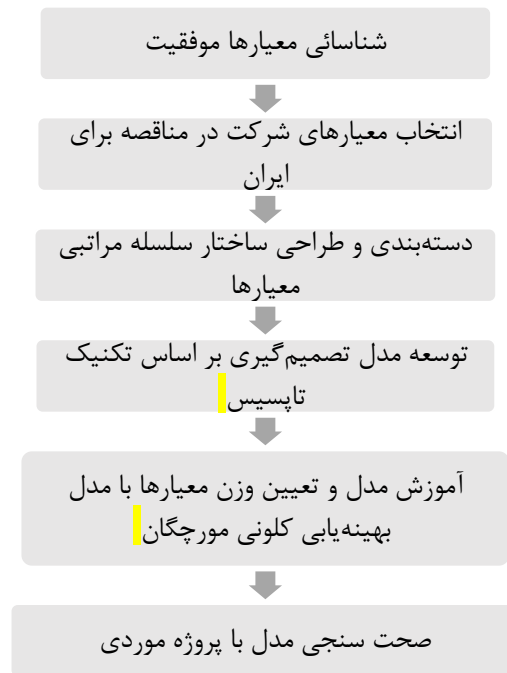 شناسائی معیارها موفقیت
انتخاب معیارهای شرکت در مناقصه برای
ایران
دسته‌بندی و طراحی ساختار سلسله مراتبی
معیارها
توسعه مدل تصمیم‌گیری بر اساس تکنیک
تاپسیس
آموزش مدل و تعیین وزن معیارها با مدل
بهینه‌یابی کلونی مورچگان
صحت سنجی مدل با پروژه موردی